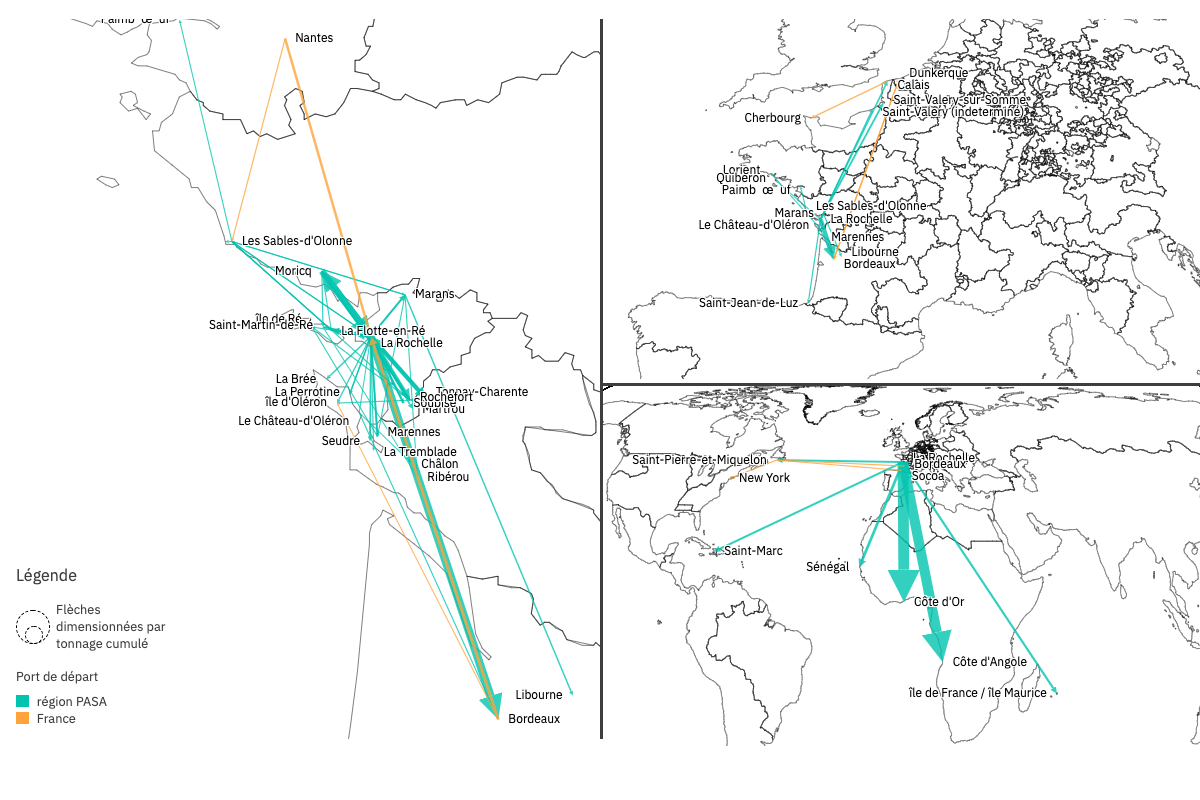 Paimb œ uf
Nantes
Les Sables-d'Olonne
Moricq
Marans
île de Ré
Saint-Martin-de-Ré
La Flotte-en-Ré
La Rochelle
La Brée
La Perrotine
île d'Oléron
Tonnay-Charente
Rochefort
Soubise
Martrou
Le Château-d'Oléron
Marennes
Seudre
La Tremblade
Châlon
Ribérou
Libourne
Bordeaux
Légende
Flèches
dimensionnées par
tonnage cumulé
Port de départ
région PASA
France
Dunkerque
Calais
Saint-Valery-sur-Somme
Saint-Valéry (indéterminé)
Cherbourg
Lorient
Quiberon
Paimb œ uf
Les Sables-d'Olonne
Marans
La Rochelle
Le Château-d'Oléron
Marennes
Libourne
Bordeaux
Saint-Jean-de-Luz
Saint-Pierre-et-Miquelon
La Rochelle
Bordeaux
Socoa
New York
Saint-Marc
Sénégal
Côte d'Or
Côte d'Angole
île de France / île Maurice